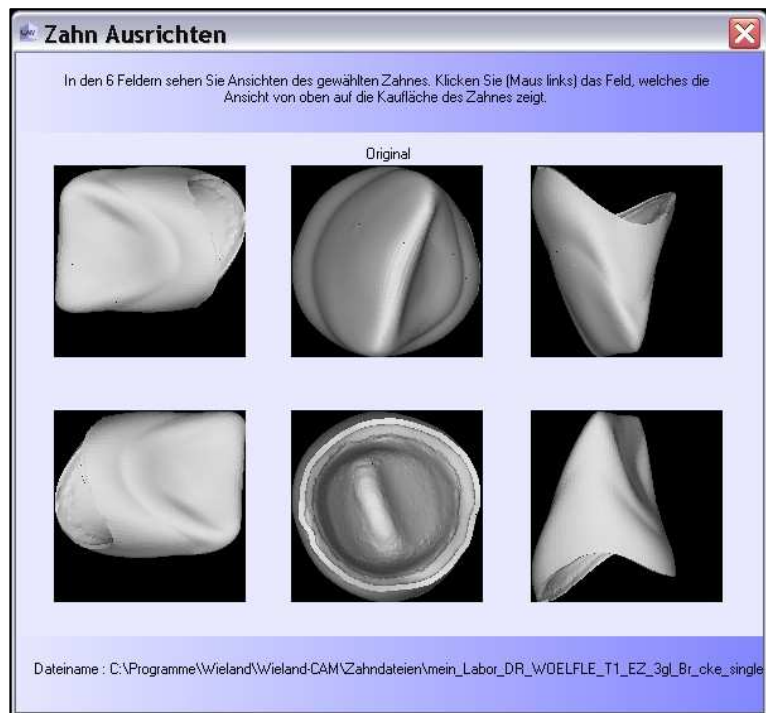 Zahn Ausrichten
In den 6 Feldern sehen Sie Ansichten des gewählten Zahnes. Klicken Sie (Maus links) das Feld, welches die
Ansicht von oben auf die Kaufläche des Zahnes zeigt.
Original
Dateiname : C:\Programme\Wieland\Wieland-CAM\Zahndateien\mein_Labor_DR_WOELFLE_T1_EZ_3gl_Br_cke_single